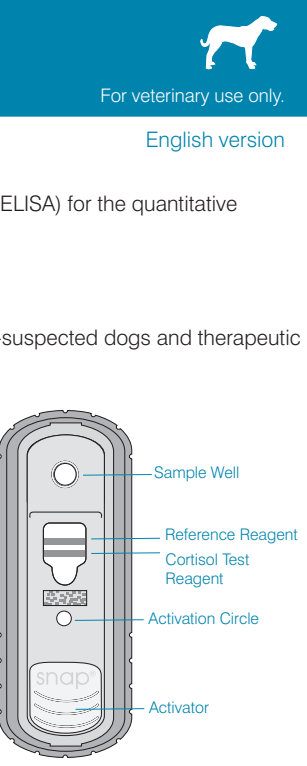 For veterinary use only.
English version
ELISA) for the quantitative
-suspected dogs and therapeutic
Sample Well
Reference Reagent
Cortisol Test
Reagent
Activation Circle
snap®
Activator